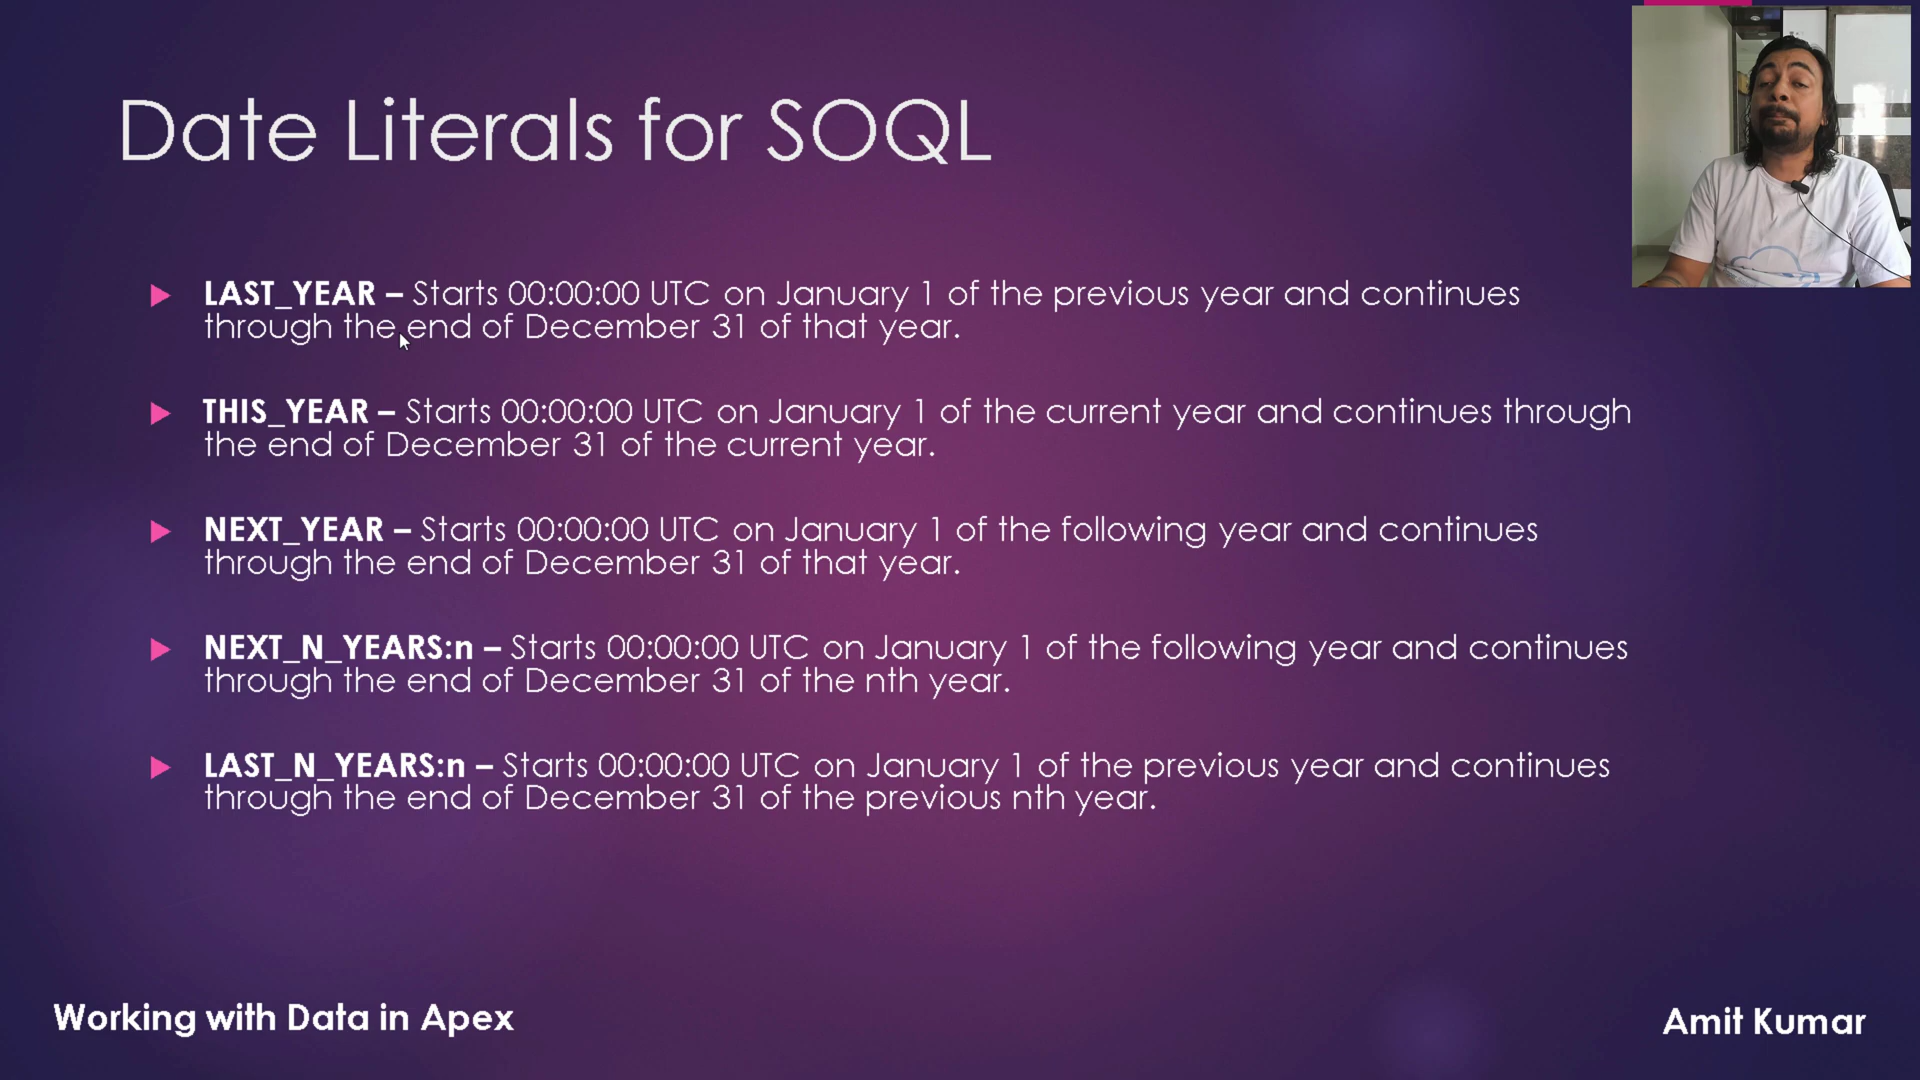 Date Literals for SOQL
LAST_YEAR – Starts 00:00:00 UTC on January 1 of the previous year and continues
through the end of December 31 of that year.
THIS_YEAR – Starts 00:00:00 UTC on January 1 of the current year and continues through
the end of December 31 of the current year.
NEXT_YEAR – Starts 00:00:00 UTC on January 1 of the following year and continues
through the end of December 31 of that year.
NEXT_N_YEARS:n – Starts 00:00:00 UTC on January 1 of the following year and continues
through the end of December 31 of the nth year.
LAST_N_YEARS:n – Starts 00:00:00 UTC on January 1 of the previous year and continues
through the end of December 31 of the previous nth year.
Working with Data in Apex
Amit Kumar